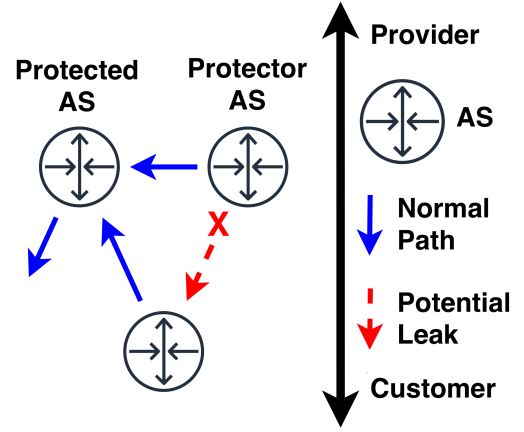 Protected
AS
Protector
AS
X
Provider
AS
Normal
Path
Potential
Leak
Customer